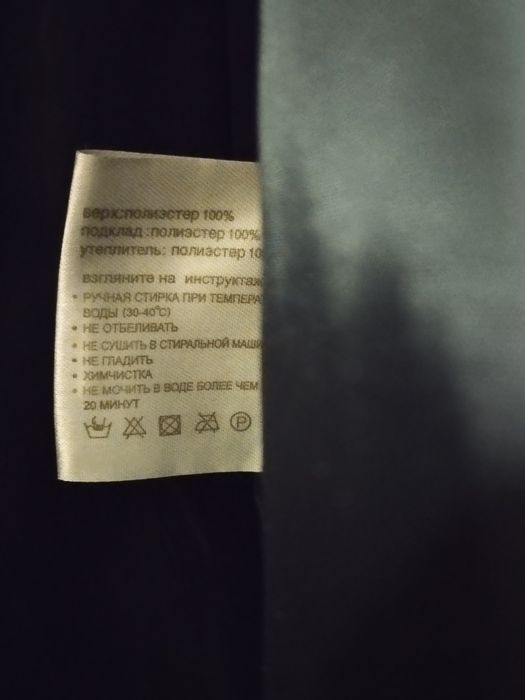 верх:полиэстер 100%
подклад :полиэстер 100%
утеплитель: полиэстер 10
взгляните на инструктаж
• РУЧНАЯ СТИРКА ПРИ ТЕМПЕРА
ВОДЫ (30-40°C)
• НЕ ОТБЕЛИВАТЬ
• НЕ СУШИТЬ В СТИРАЛЬНОЙ МАШИ
• НЕ ГЛАДИТЬ
• ХИМЧИСТКА
• НЕ МОЧИТЬ В ВОДЕ БОЛЕЕ ЧЕМ
20 МИНУТ
P